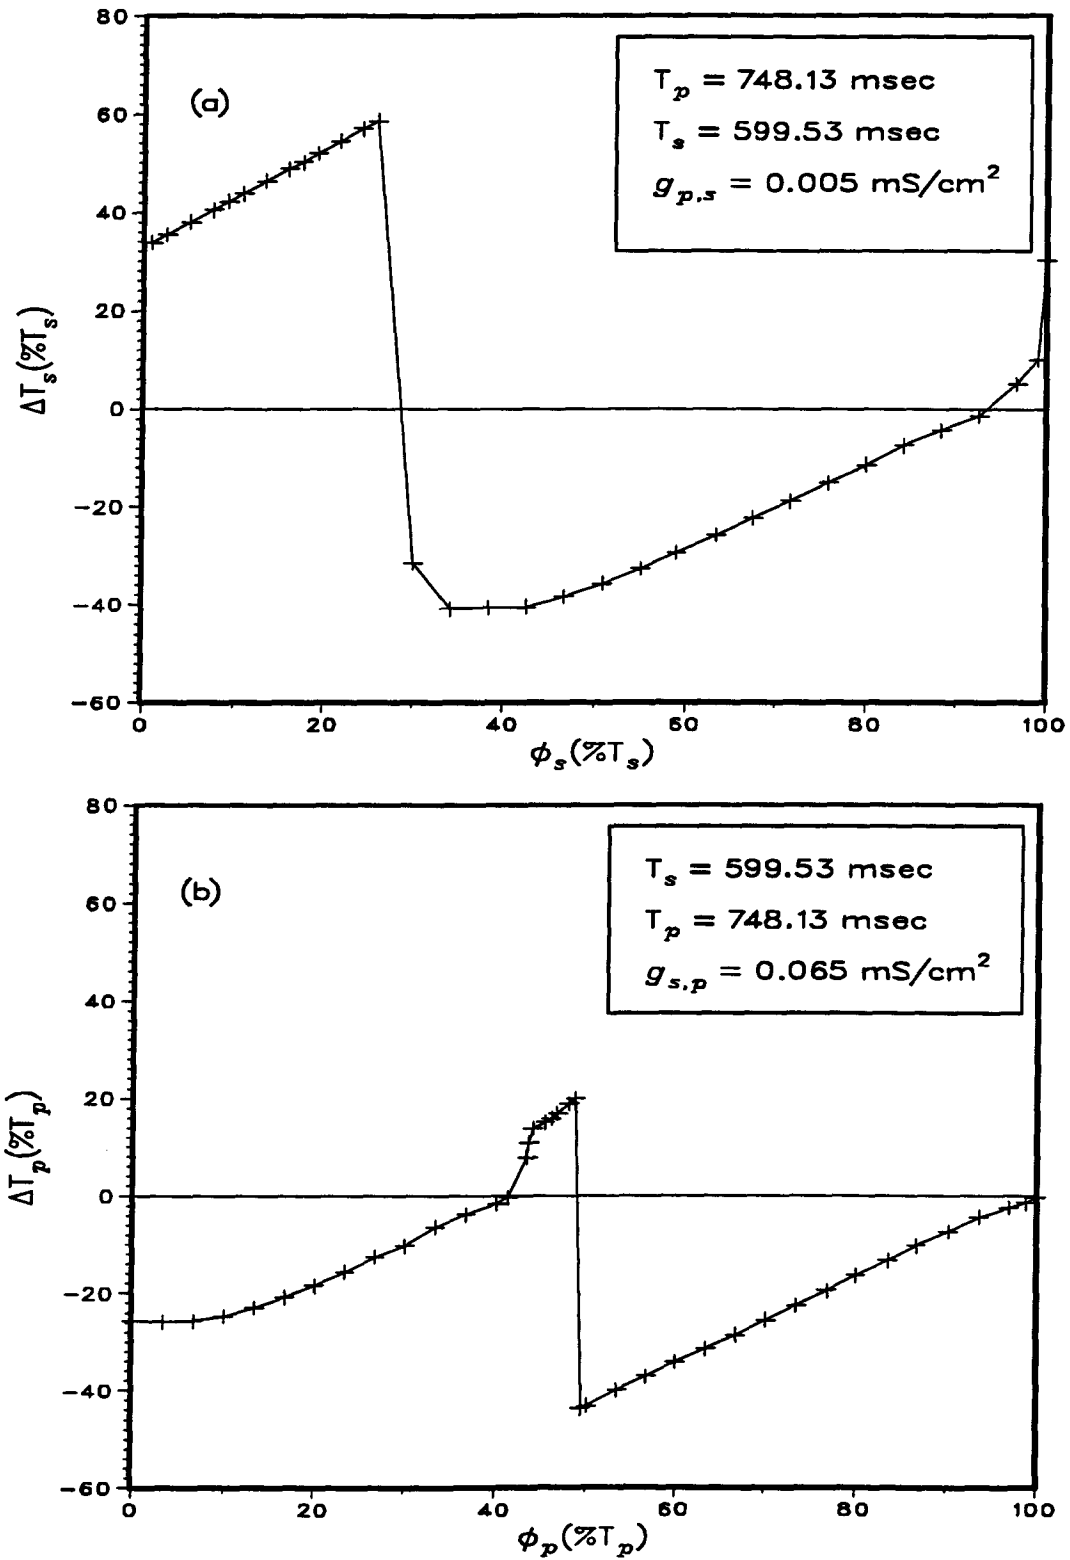 80
60
40
20
0
−20
−40
−60
ΔT_s(%T_s)
(a)
T_p = 748.13 msec
T_s = 599.53 msec
g_{p,s} = 0.005 mS/cm²
0 20 40 60 80 100
ϕ_s(%T_s)
80
60
40
20
0
−20
−40
−60
ΔT_p(%T_p)
(b)
T_s = 599.53 msec
T_p = 748.13 msec
g_{s,p} = 0.065 mS/cm²
0 20 40 60 80 100
ϕ_p(%T_p)